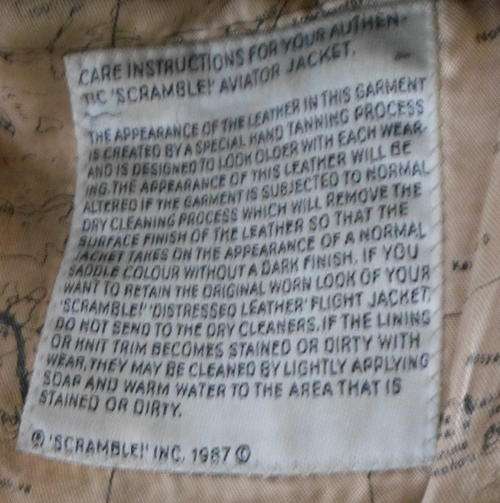 CARE INSTRUCTIONS FOR YOUR AUTHEN-
TIC 'SCRAMBLE!' AVIATOR JACKET.
THE APPEARANCE OF THE LEATHER IN THIS GARMENT
IS CREATED BY A SPECIAL HAND TANNING PROCESS
AND IS DESIGNED TO LOOK OLDER WITH EACH WEAR-
ING. THE APPEARANCE OF THIS LEATHER WILL BE
ALTERED IF THE GARMENT IS SUBJECTED TO NORMAL
DRY CLEANING PROCESS WHICH WILL REMOVE THE
SURFACE FINISH OF THE LEATHER SO THAT THE
JACKET TAKES ON THE APPEARANCE OF A NORMAL
SADDLE COLOUR WITHOUT A DARK FINISH. IF YOU
WANT TO RETAIN THE ORIGINAL WORN LOOK OF YOUR
'SCRAMBLE!' 'DISTRESSED LEATHER' FLIGHT JACKET,
DO NOT SEND TO THE DRY CLEANERS. IF THE LINING
OR KNIT TRIM BECOMES STAINED OR DIRTY WITH
WEAR, THEY MAY BE CLEANED BY LIGHTLY APPLYING
SOAP AND WARM WATER TO THE AREA THAT IS
STAINED OR DIRTY.
® 'SCRAMBLE!' INC. 1987 ©